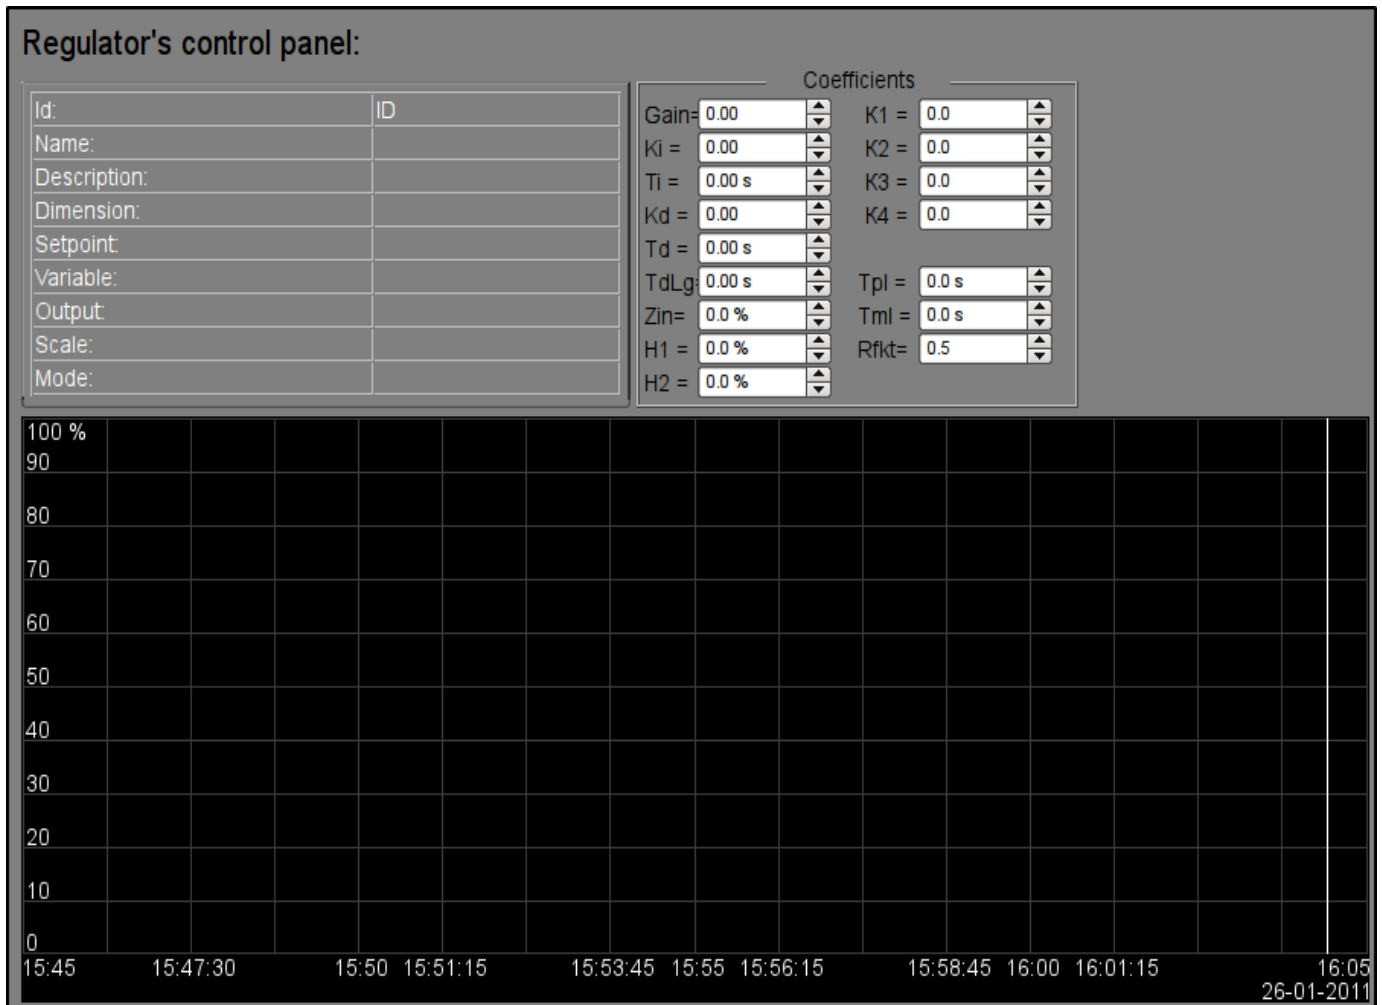 Regulator's control panel:
Id: ID
Name:
Description:
Dimension:
Setpoint:
Variable:
Output:
Scale:
Mode:
Coefficients
Gain= 0.00 K1 = 0.0
Ki = 0.00 K2 = 0.0
Ti = 0.00 s K3 = 0.0
Kd = 0.00 K4 = 0.0
Td = 0.00 s
TdLg= 0.00 s Tpl = 0.0 s
Zin= 0.0 % Tml = 0.0 s
H1 = 0.0 % Rfkt= 0.5
H2 = 0.0 %
100 %
90
80
70
60
50
40
30
20
10
0
15:45 15:47:30 15:50 15:51:15 15:53:45 15:55 15:56:15 15:58:45 16:00 16:01:15 16:05
26-01-2011